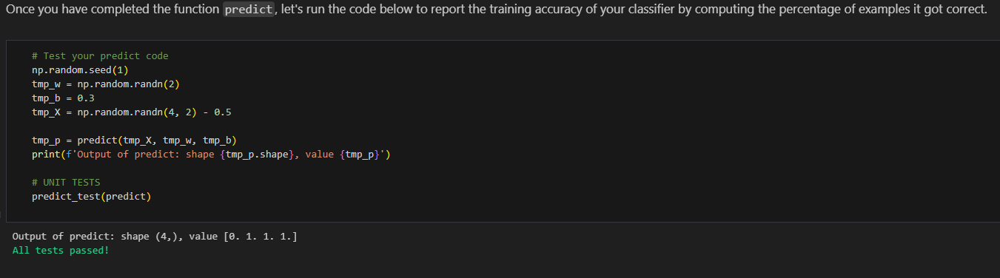 Once you have completed the function predict, let's run the code below to report the training accuracy of your classifier by computing the percentage of examples it got correct.
# Test your predict code
np.random.seed(1)
tmp_w = np.random.randn(2)
tmp_b = 0.3
tmp_X = np.random.randn(4, 2) - 0.5
tmp_p = predict(tmp_X, tmp_w, tmp_b)
print(f'Output of predict: shape {tmp_p.shape}, value {tmp_p}')
# UNIT TESTS
predict_test(predict)
Output of predict: shape (4,), value [0. 1. 1. 1.]
All tests passed!